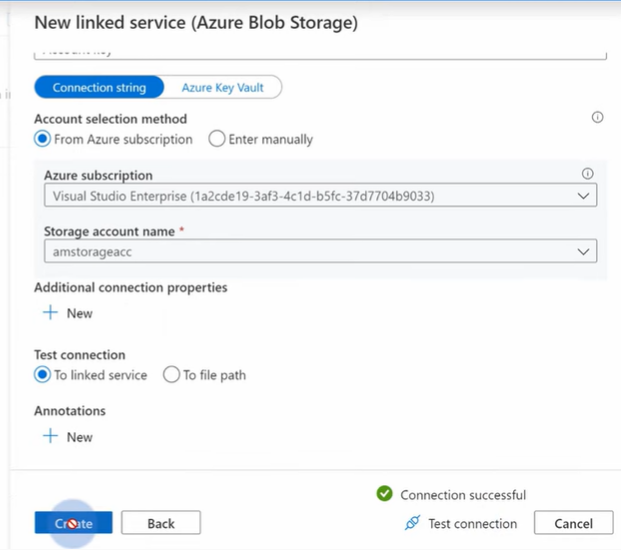 New linked service (Azure Blob Storage)
Account key
Connection string Azure Key Vault
Account selection method
From Azure subscription Enter manually
Azure subscription
Visual Studio Enterprise (1a2cde19-3af3-4c1d-b5fc-37d7704b9033)
Storage account name *
amstorageacc
Additional connection properties
New
Test connection
To linked service To file path
Annotations
New
Connection successful
Create Back Test connection Cancel